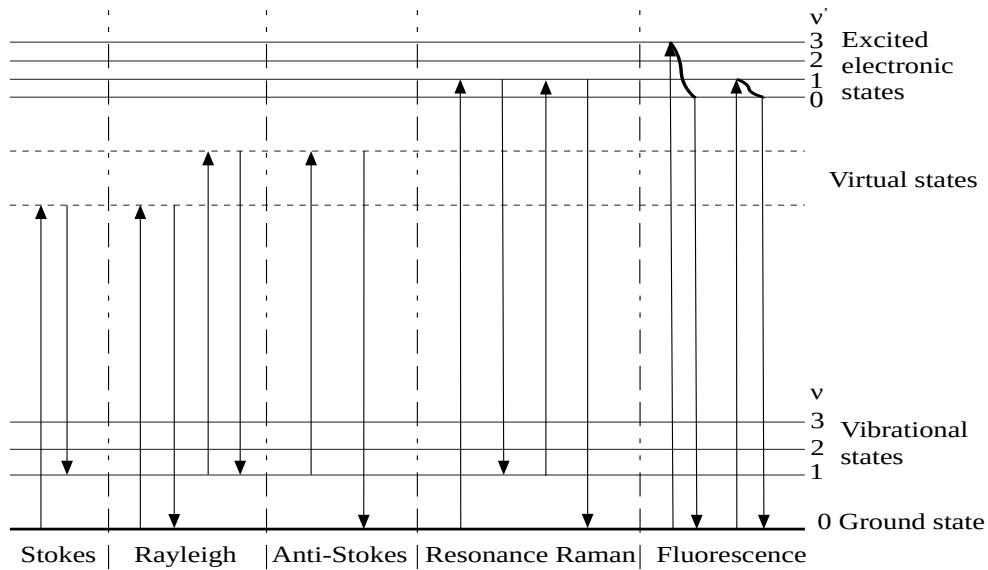 ν'
3 Excited
2 electronic
1 states
0
Virtual states
ν
3 Vibrational
2 states
1
0 Ground state
Stokes | Rayleigh | Anti-Stokes | Resonance Raman | Fluorescence